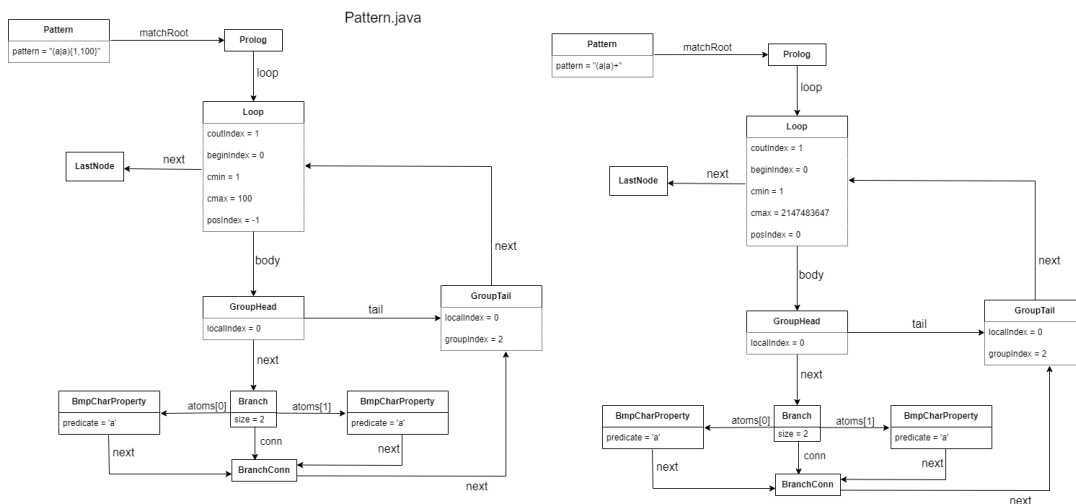 Pattern.java
Pattern
pattern = "(a|a){1,100}"
matchRoot
Prolog
loop
Loop
coutIndex = 1
beginIndex = 0
cmin = 1
cmax = 100
posIndex = -1
next
LastNode
body
next
GroupHead
localIndex = 0
tail
GroupTail
localIndex = 0
groupIndex = 2
next
BmpCharProperty
predicate = 'a'
atoms[0]
Branch
size = 2
atoms[1]
BmpCharProperty
predicate = 'a'
next
conn
next
BranchConn
next
Pattern
pattern = "(a|a)+"
matchRoot
Prolog
loop
Loop
coutIndex = 1
beginIndex = 0
cmin = 1
cmax = 2147483647
posIndex = 0
next
LastNode
body
next
GroupHead
localIndex = 0
tail
GroupTail
localIndex = 0
groupIndex = 2
next
BmpCharProperty
predicate = 'a'
atoms[0]
Branch
size = 2
atoms[1]
BmpCharProperty
predicate = 'a'
next
conn
next
BranchConn
next